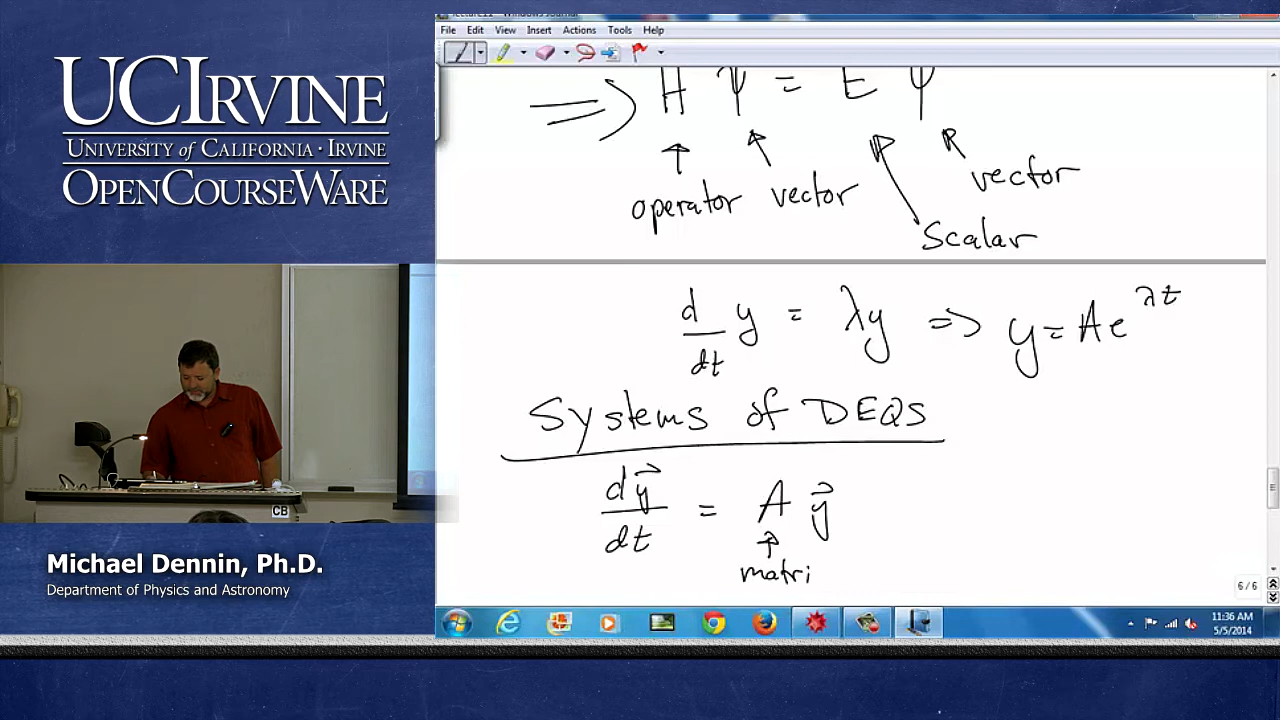 UCIRVINE
UNIVERSITY OF CALIFORNIA · IRVINE
OPENCOURSEWARE
File Edit View Insert Actions Tools Help
⇒ H Ψ = E Ψ
operator vector
vector
scalar
d/dt y = λy ⇒ y = Ae^λt
Systems of DEQS
dy⃗/dt = A y⃗
matri
6 / 6
CB
Michael Dennin, Ph.D.
Department of Physics and Astronomy
11:36 AM
5/5/2014